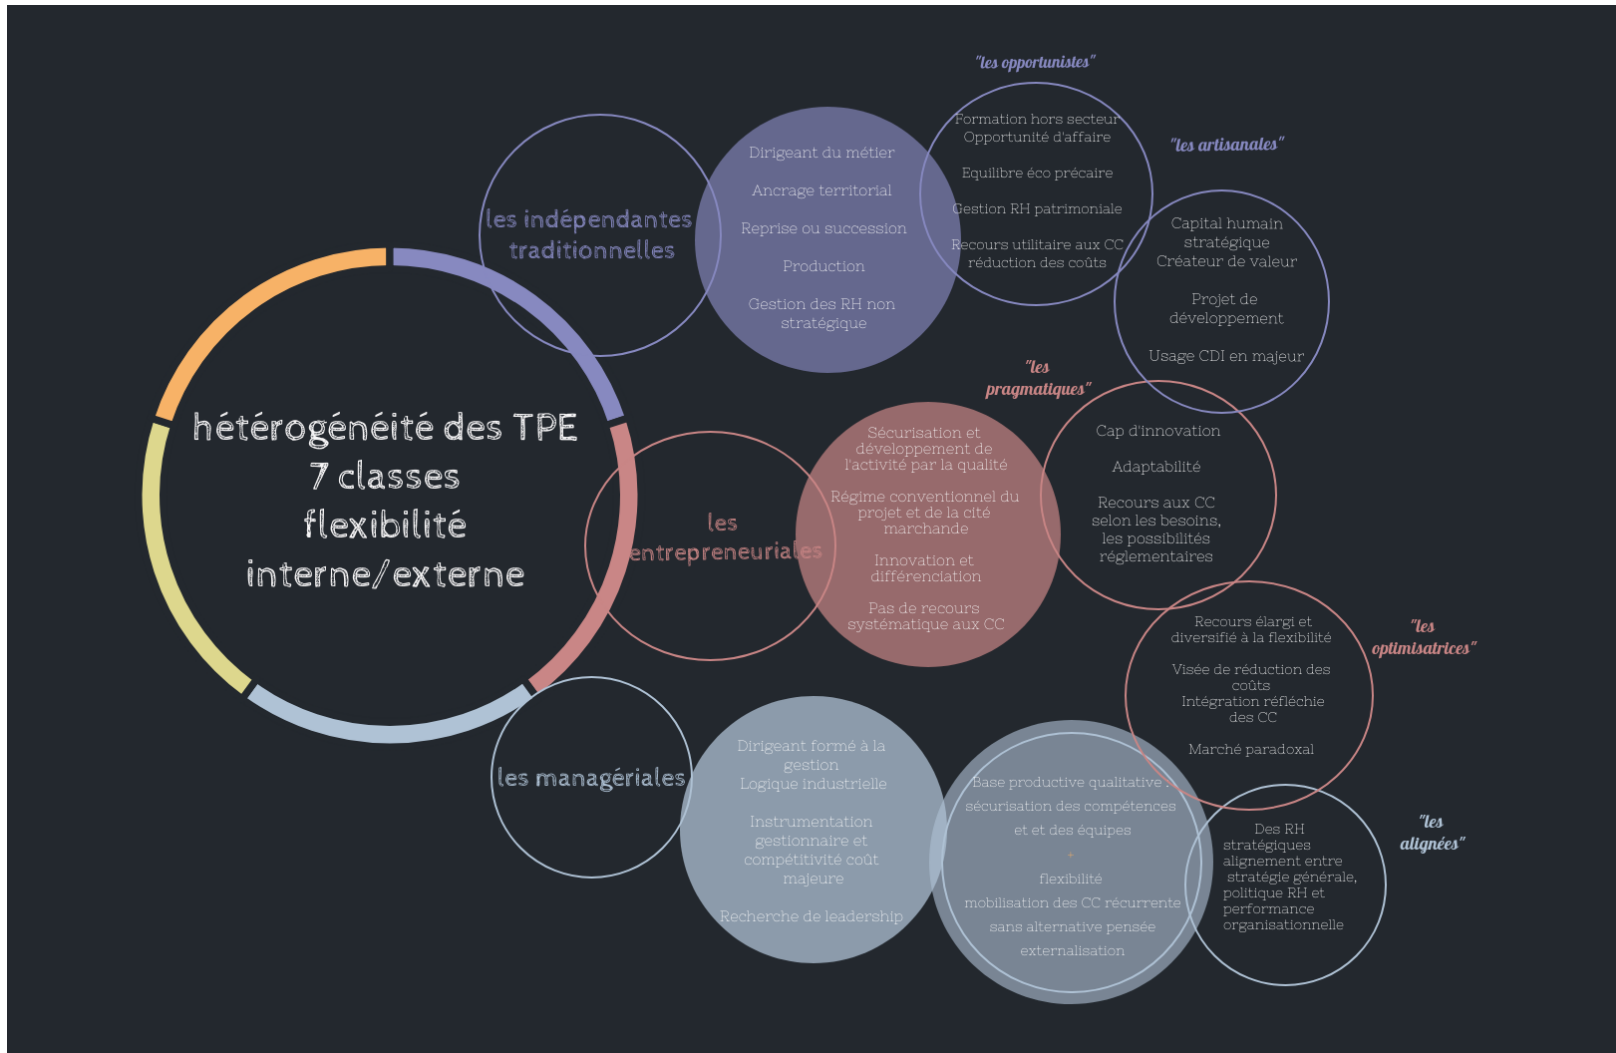 hétérogénéité des TPE
7 classes
flexibilité
interne/externe
les indépendantes
traditionnelles
Dirigeant du métier
Ancrage territorial
Reprise ou succession
Production
Gestion des RH non
stratégique
"les opportunistes"
Formation hors secteur
Opportunité d'affaire
Equilibre éco précaire
Gestion RH patrimoniale
Recours utilitaire aux CC
réduction des coûts
"les artisanales"
Capital humain
stratégique
Créateur de valeur
Projet de
développement
Usage CDI en majeur
les
entrepreneuriales
Sécurisation et
développement de
l'activité par la qualité
Régime conventionnel du
projet et de la cité
marchande
Innovation et
différenciation
Pas de recours
systématique aux CC
"les
pragmatiques"
Cap d'innovation
Adaptabilité
Recours aux CC
selon les besoins,
les possibilités
réglementaires
"les
optimisatrices"
Recours élargi et
diversifié à la flexibilité
Visée de réduction des
coûts
Intégration réfléchie
des CC
Marché paradoxal
les managériales
Dirigeant formé à la
gestion
Logique industrielle
Instrumentation
gestionnaire et
compétitivité coût
majeure
Recherche de leadership
Base productive qualitative :
sécurisation des compétences
et et des équipes
+
flexibilité
mobilisation des CC récurrente
sans alternative pensée
externalisation
"les
alignées"
Des RH
stratégiques
alignement entre
stratégie générale,
politique RH et
performance
organisationnelle